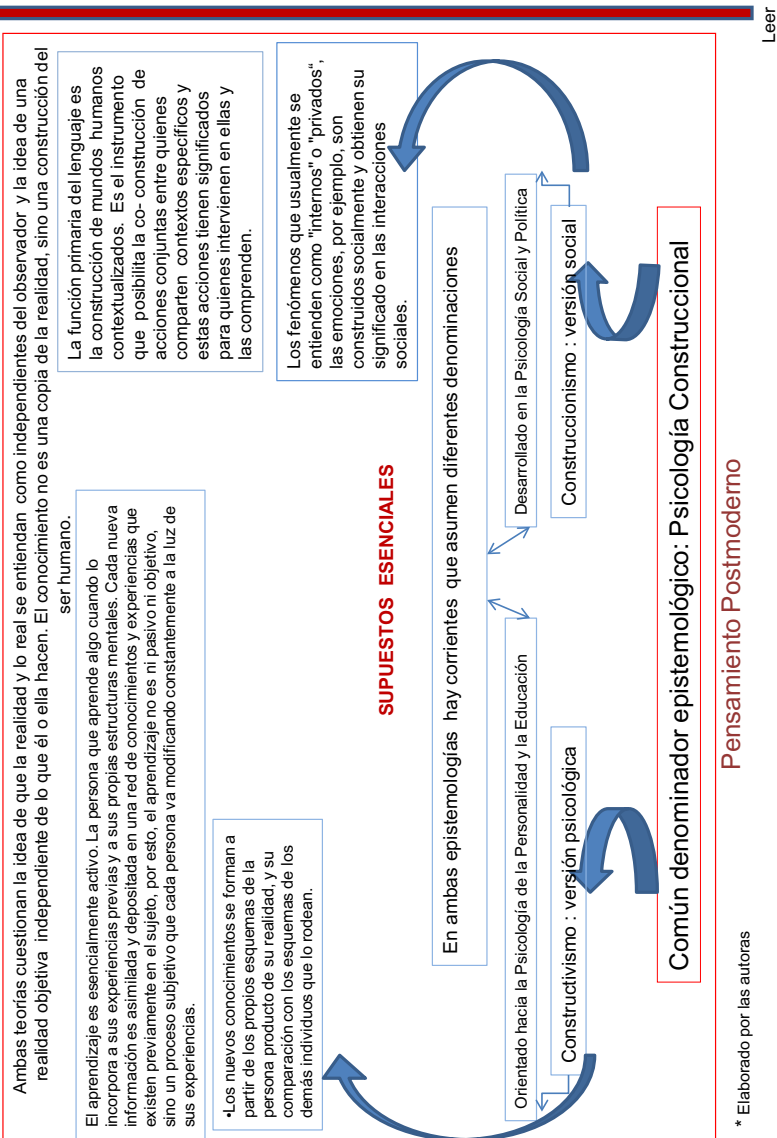 Ambas teorías cuestionan la idea de que la realidad y lo real se entiendan como independientes del observador y la idea de una
realidad objetiva independiente de lo que él o ella hacen. El conocimiento no es una copia de la realidad, sino una construcción del
ser humano.
El aprendizaje es esencialmente activo. La persona que aprende algo cuando lo
incorpora a sus experiencias previas y a sus propias estructuras mentales. Cada nueva
información es asimilada y depositada en una red de conocimientos y experiencias que
existen previamente en el sujeto, por esto, el aprendizaje no es ni pasivo ni objetivo,
sino un proceso subjetivo que cada persona va modificando constantemente a la luz de
sus experiencias.
La función primaria del lenguaje es
la construcción de mundos humanos
contextualizados. Es el instrumento
que posibilita la co- construcción de
acciones conjuntas entre quienes
comparten contextos específicos y
estas acciones tienen significados
para quienes intervienen en ellas y
las comprenden.
•Los nuevos conocimientos se forman a
partir de los propios esquemas de la
persona producto de su realidad, y su
comparación con los esquemas de los
demás individuos que lo rodean.
Los fenómenos que usualmente se
entienden como "internos" o "privados“,
las emociones, por ejemplo, son
construidos socialmente y obtienen su
significado en las interacciones
sociales.
SUPUESTOS ESENCIALES
En ambas epistemologías hay corrientes que asumen diferentes denominaciones
Orientado hacia la Psicología de la Personalidad y la Educación
Desarrollado en la Psicología Social y Política
Constructivismo : versión psicológica
Construccionismo : versión social
Común denominador epistemológico: Psicología Construccional
Pensamiento Postmoderno
* Elaborado por las autoras
Leer